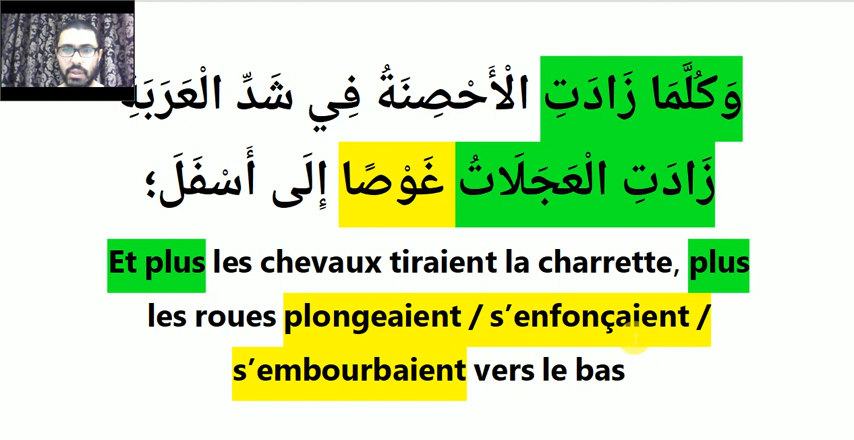 وَكُلَّمَا زَادَتِ الْأَحْصِنَةُ فِي شَدِّ الْعَرَبَةِ
زَادَتِ الْعَجَلَاتُ غَوْصًا إِلَى أَسْفَلَ؛
Et plus les chevaux tiraient la charrette, plus
les roues plongeaient / s’enfonçaient /
s’embourbaient vers le bas